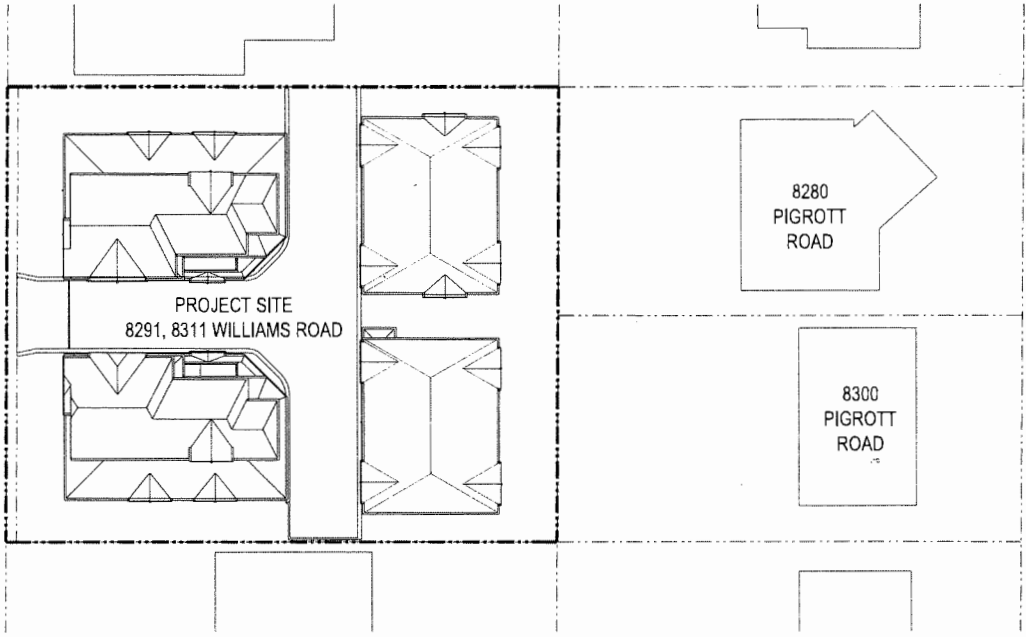 PROJECT SITE
8291, 8311 WILLIAMS ROAD
8280
PIGROTT
ROAD
8300
PIGROTT
ROAD